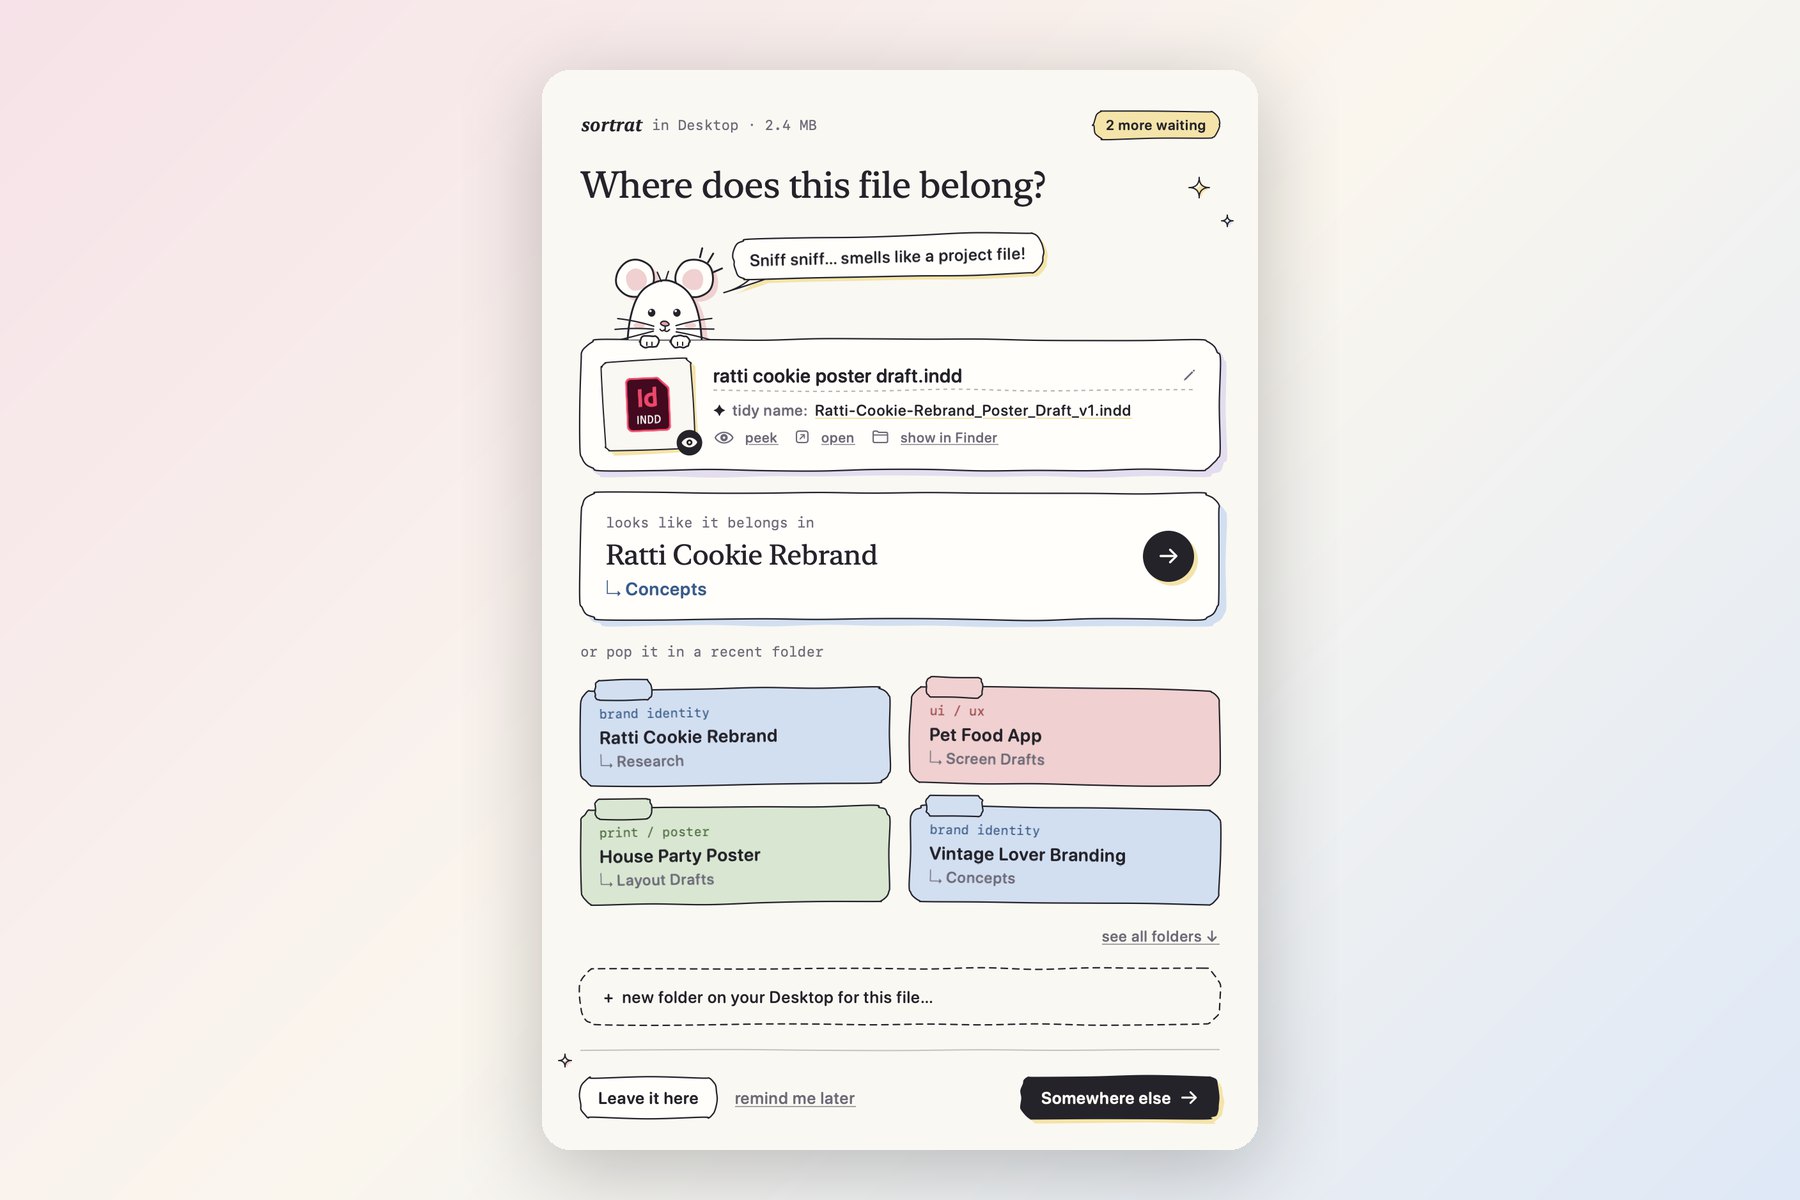 sortrat in Desktop · 2.4 MB
2 more waiting
Where does this file belong?
Sniff sniff... smells like a project file!
Id
INDD
ratti cookie poster draft.indd
✦ tidy name: Ratti-Cookie-Rebrand_Poster_Draft_v1.indd
peek open show in Finder
looks like it belongs in
Ratti Cookie Rebrand
Concepts
or pop it in a recent folder
brand identity
Ratti Cookie Rebrand
Research
ui / ux
Pet Food App
Screen Drafts
print / poster
House Party Poster
Layout Drafts
brand identity
Vintage Lover Branding
Concepts
see all folders ↓
+ new folder on your Desktop for this file...
Leave it here
remind me later
Somewhere else →